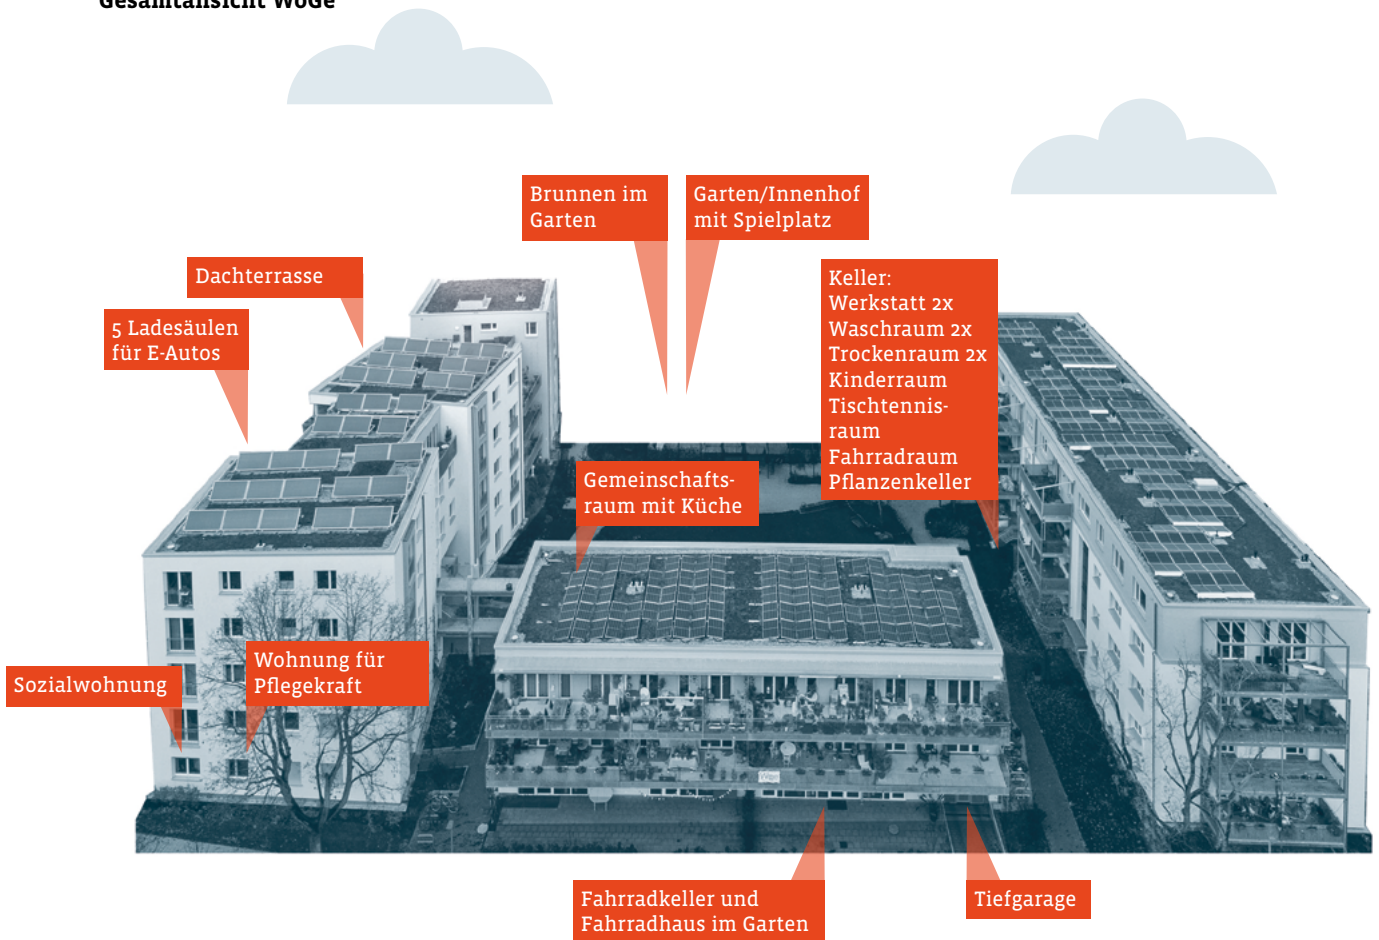 Gesamtansicht WoGe
Brunnen im
Garten
Garten/Innenhof
mit Spielplatz
Dachterrasse
5 Ladesäulen
für E-Autos
Keller:
Werkstatt 2x
Waschraum 2x
Trockenraum 2x
Kinderraum
Tischtennis-
raum
Fahrradraum
Pflanzenkeller
Gemeinschafts-
raum mit Küche
Sozialwohnung
Wohnung für
Pflegekraft
Fahrradkeller und
Fahrradhaus im Garten
Tiefgarage